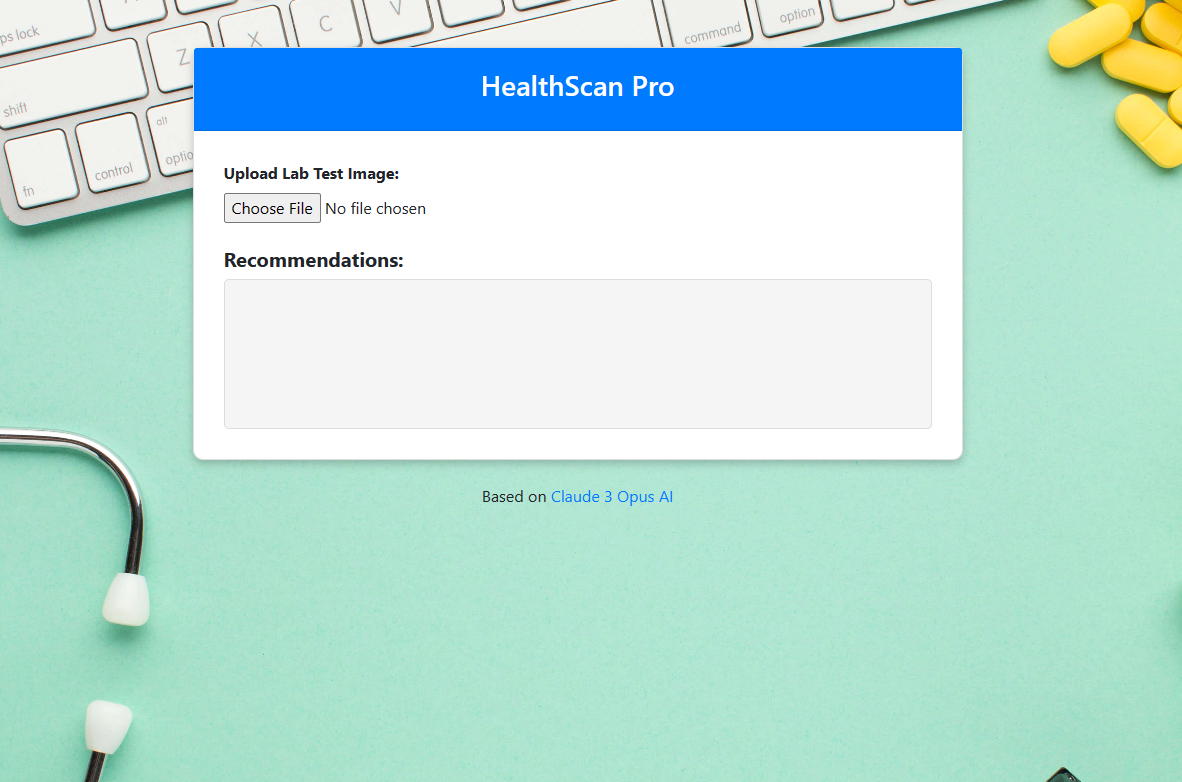 ps lock
Z
X
C
V
command
option
shift
alt
fn
control
optio
HealthScan Pro
Upload Lab Test Image:
Choose File No file chosen
Recommendations:
Based on Claude 3 Opus AI